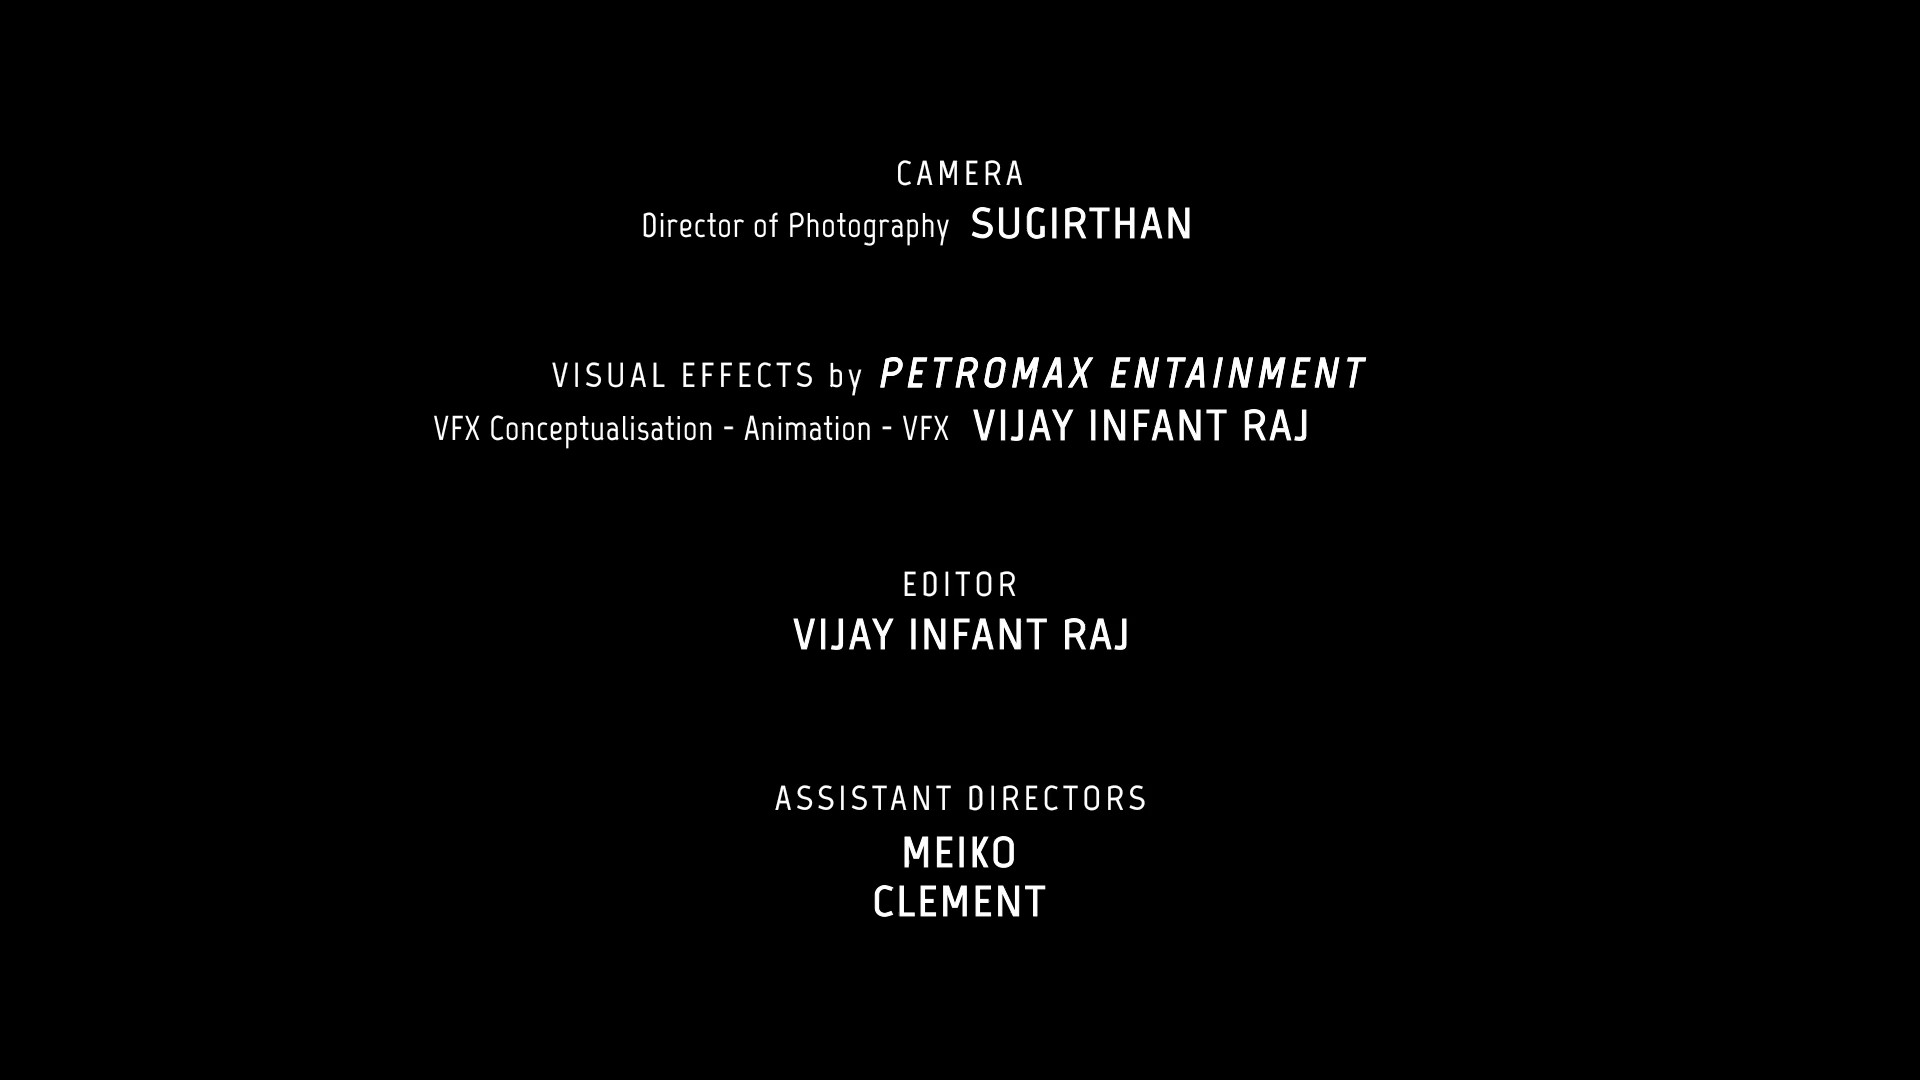 CAMERA
Director of Photography SUGIRTHAN
VISUAL EFFECTS by PETROMAX ENTAINMENT
VFX Conceptualisation - Animation - VFX VIJAY INFANT RAJ
EDITOR
VIJAY INFANT RAJ
ASSISTANT DIRECTORS
MEIKO
CLEMENT